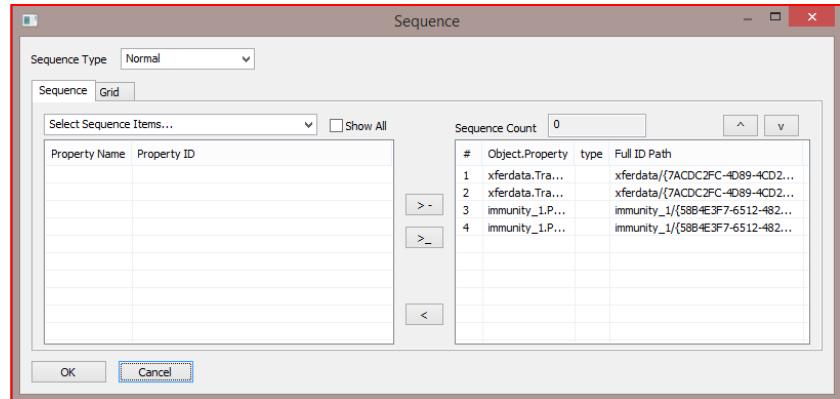 Sequence
Sequence Type Normal
Sequence Grid
Select Sequence Items... Show All Sequence Count 0 ^ v
Property Name Property ID # Object.Property type Full ID Path
1 xferdata.Tra... xferdata/{7ACDC2FC-4D89-4CD2...
2 xferdata.Tra... xferdata/{7ACDC2FC-4D89-4CD2...
> - 3 immunity_1.P... immunity_1/{58B4E3F7-6512-482...
4 immunity_1.P... immunity_1/{58B4E3F7-6512-482...
>_
<
OK Cancel